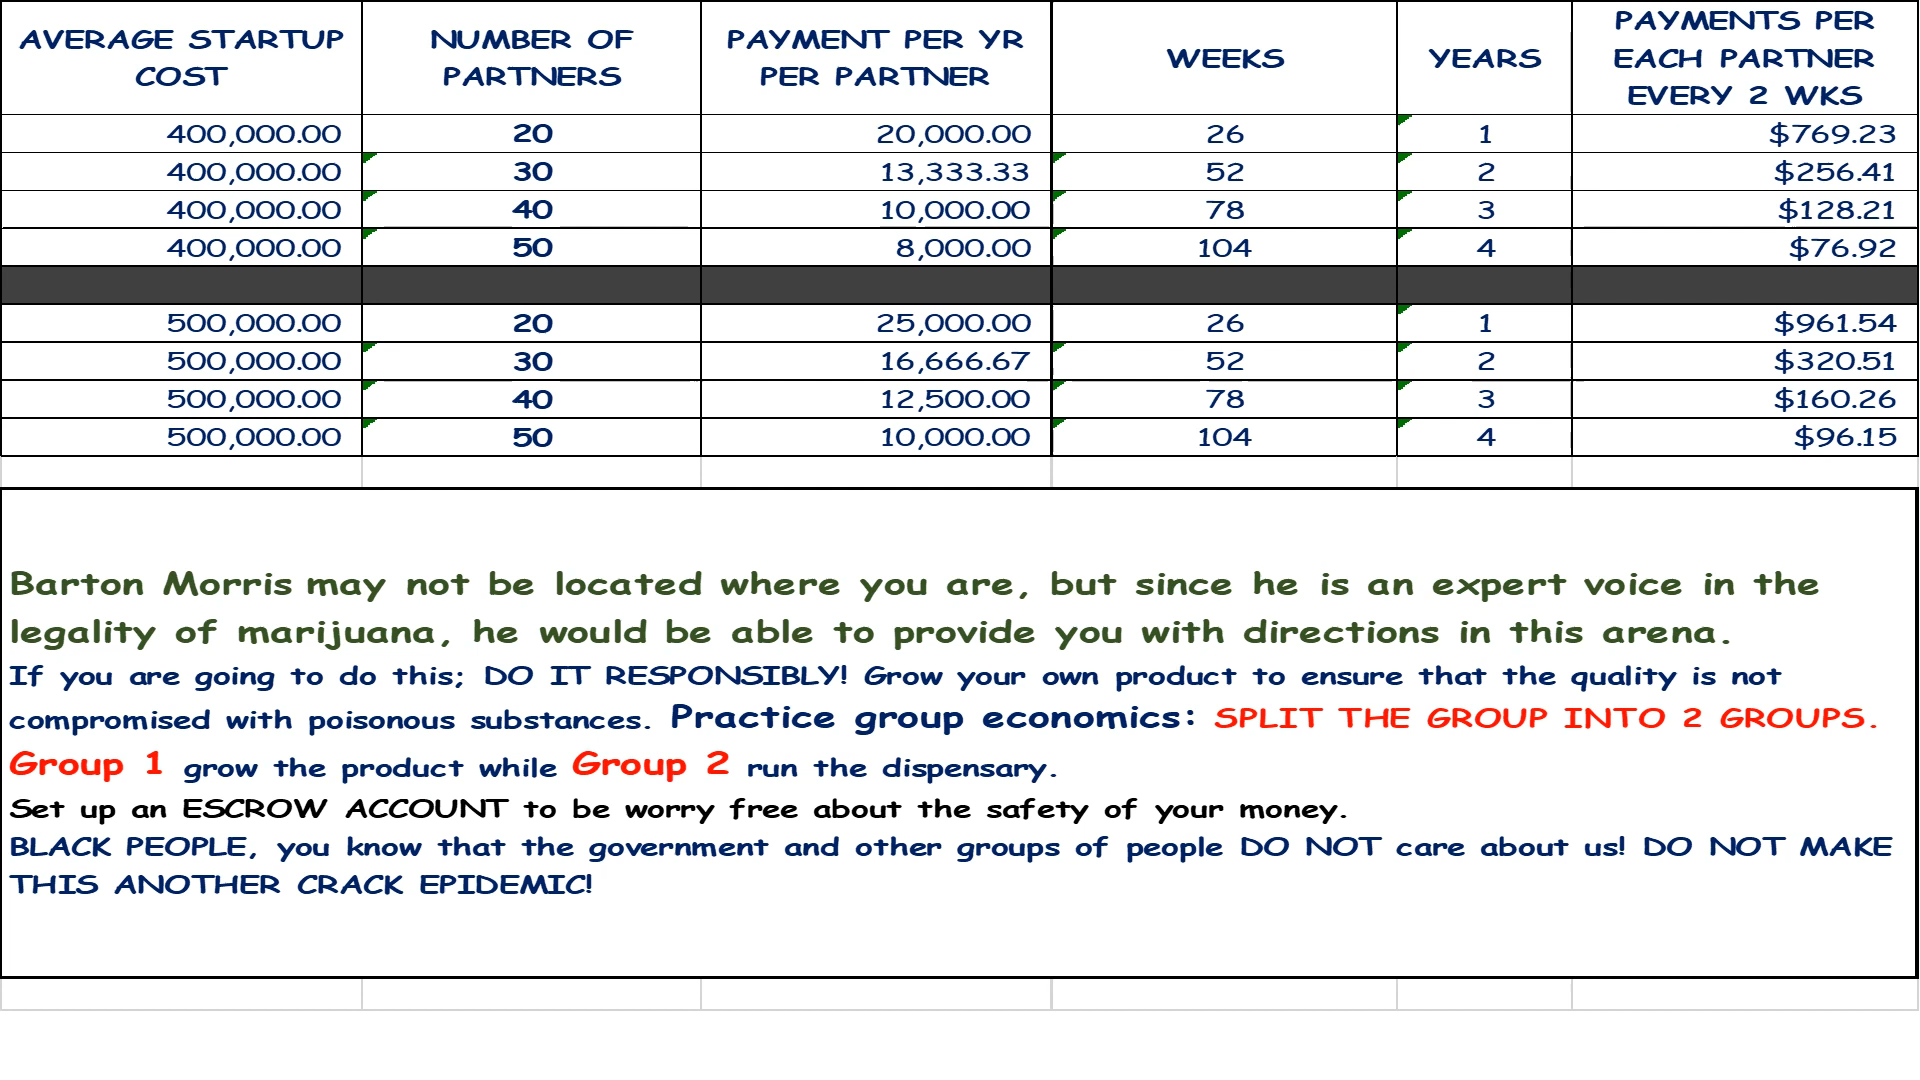 AVERAGE STARTUP COST NUMBER OF PARTNERS PAYMENT PER YR PER PARTNER WEEKS YEARS PAYMENTS PER EACH PARTNER EVERY 2 WKS
400,000.00 20 20,000.00 26 1 $769.23
400,000.00 30 13,333.33 52 2 $256.41
400,000.00 40 10,000.00 78 3 $128.21
400,000.00 50 8,000.00 104 4 $76.92
500,000.00 20 25,000.00 26 1 $961.54
500,000.00 30 16,666.67 52 2 $320.51
500,000.00 40 12,500.00 78 3 $160.26
500,000.00 50 10,000.00 104 4 $96.15
Barton Morris may not be located where you are, but since he is an expert voice in the
legality of marijuana, he would be able to provide you with directions in this arena.
If you are going to do this; DO IT RESPONSIBLY! Grow your own product to ensure that the quality is not
compromised with poisonous substances. Practice group economics: SPLIT THE GROUP INTO 2 GROUPS.
Group 1 grow the product while Group 2 run the dispensary.
Set up an ESCROW ACCOUNT to be worry free about the safety of your money.
BLACK PEOPLE, you know that the government and other groups of people DO NOT care about us! DO NOT MAKE
THIS ANOTHER CRACK EPIDEMIC!